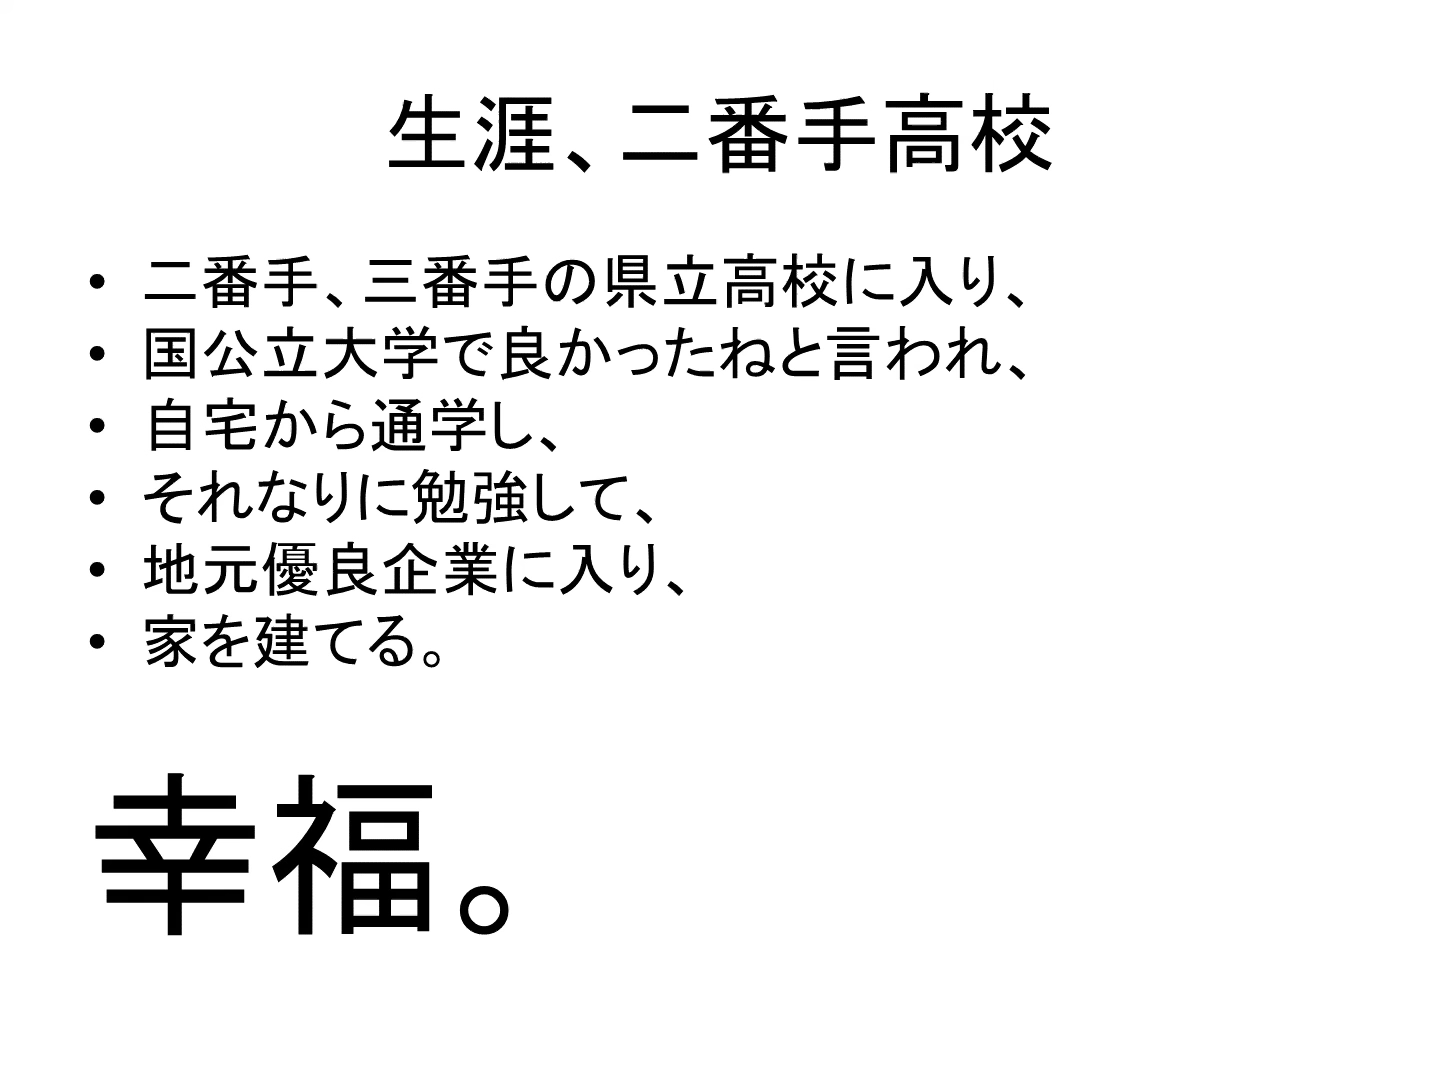 生涯、二番手高校
• 二番手、三番手の県立高校に入り、
• 国公立大学で良かったねと言われ、
• 自宅から通学し、
• それなりに勉強して、
• 地元優良企業に入り、
• 家を建てる。
幸福。